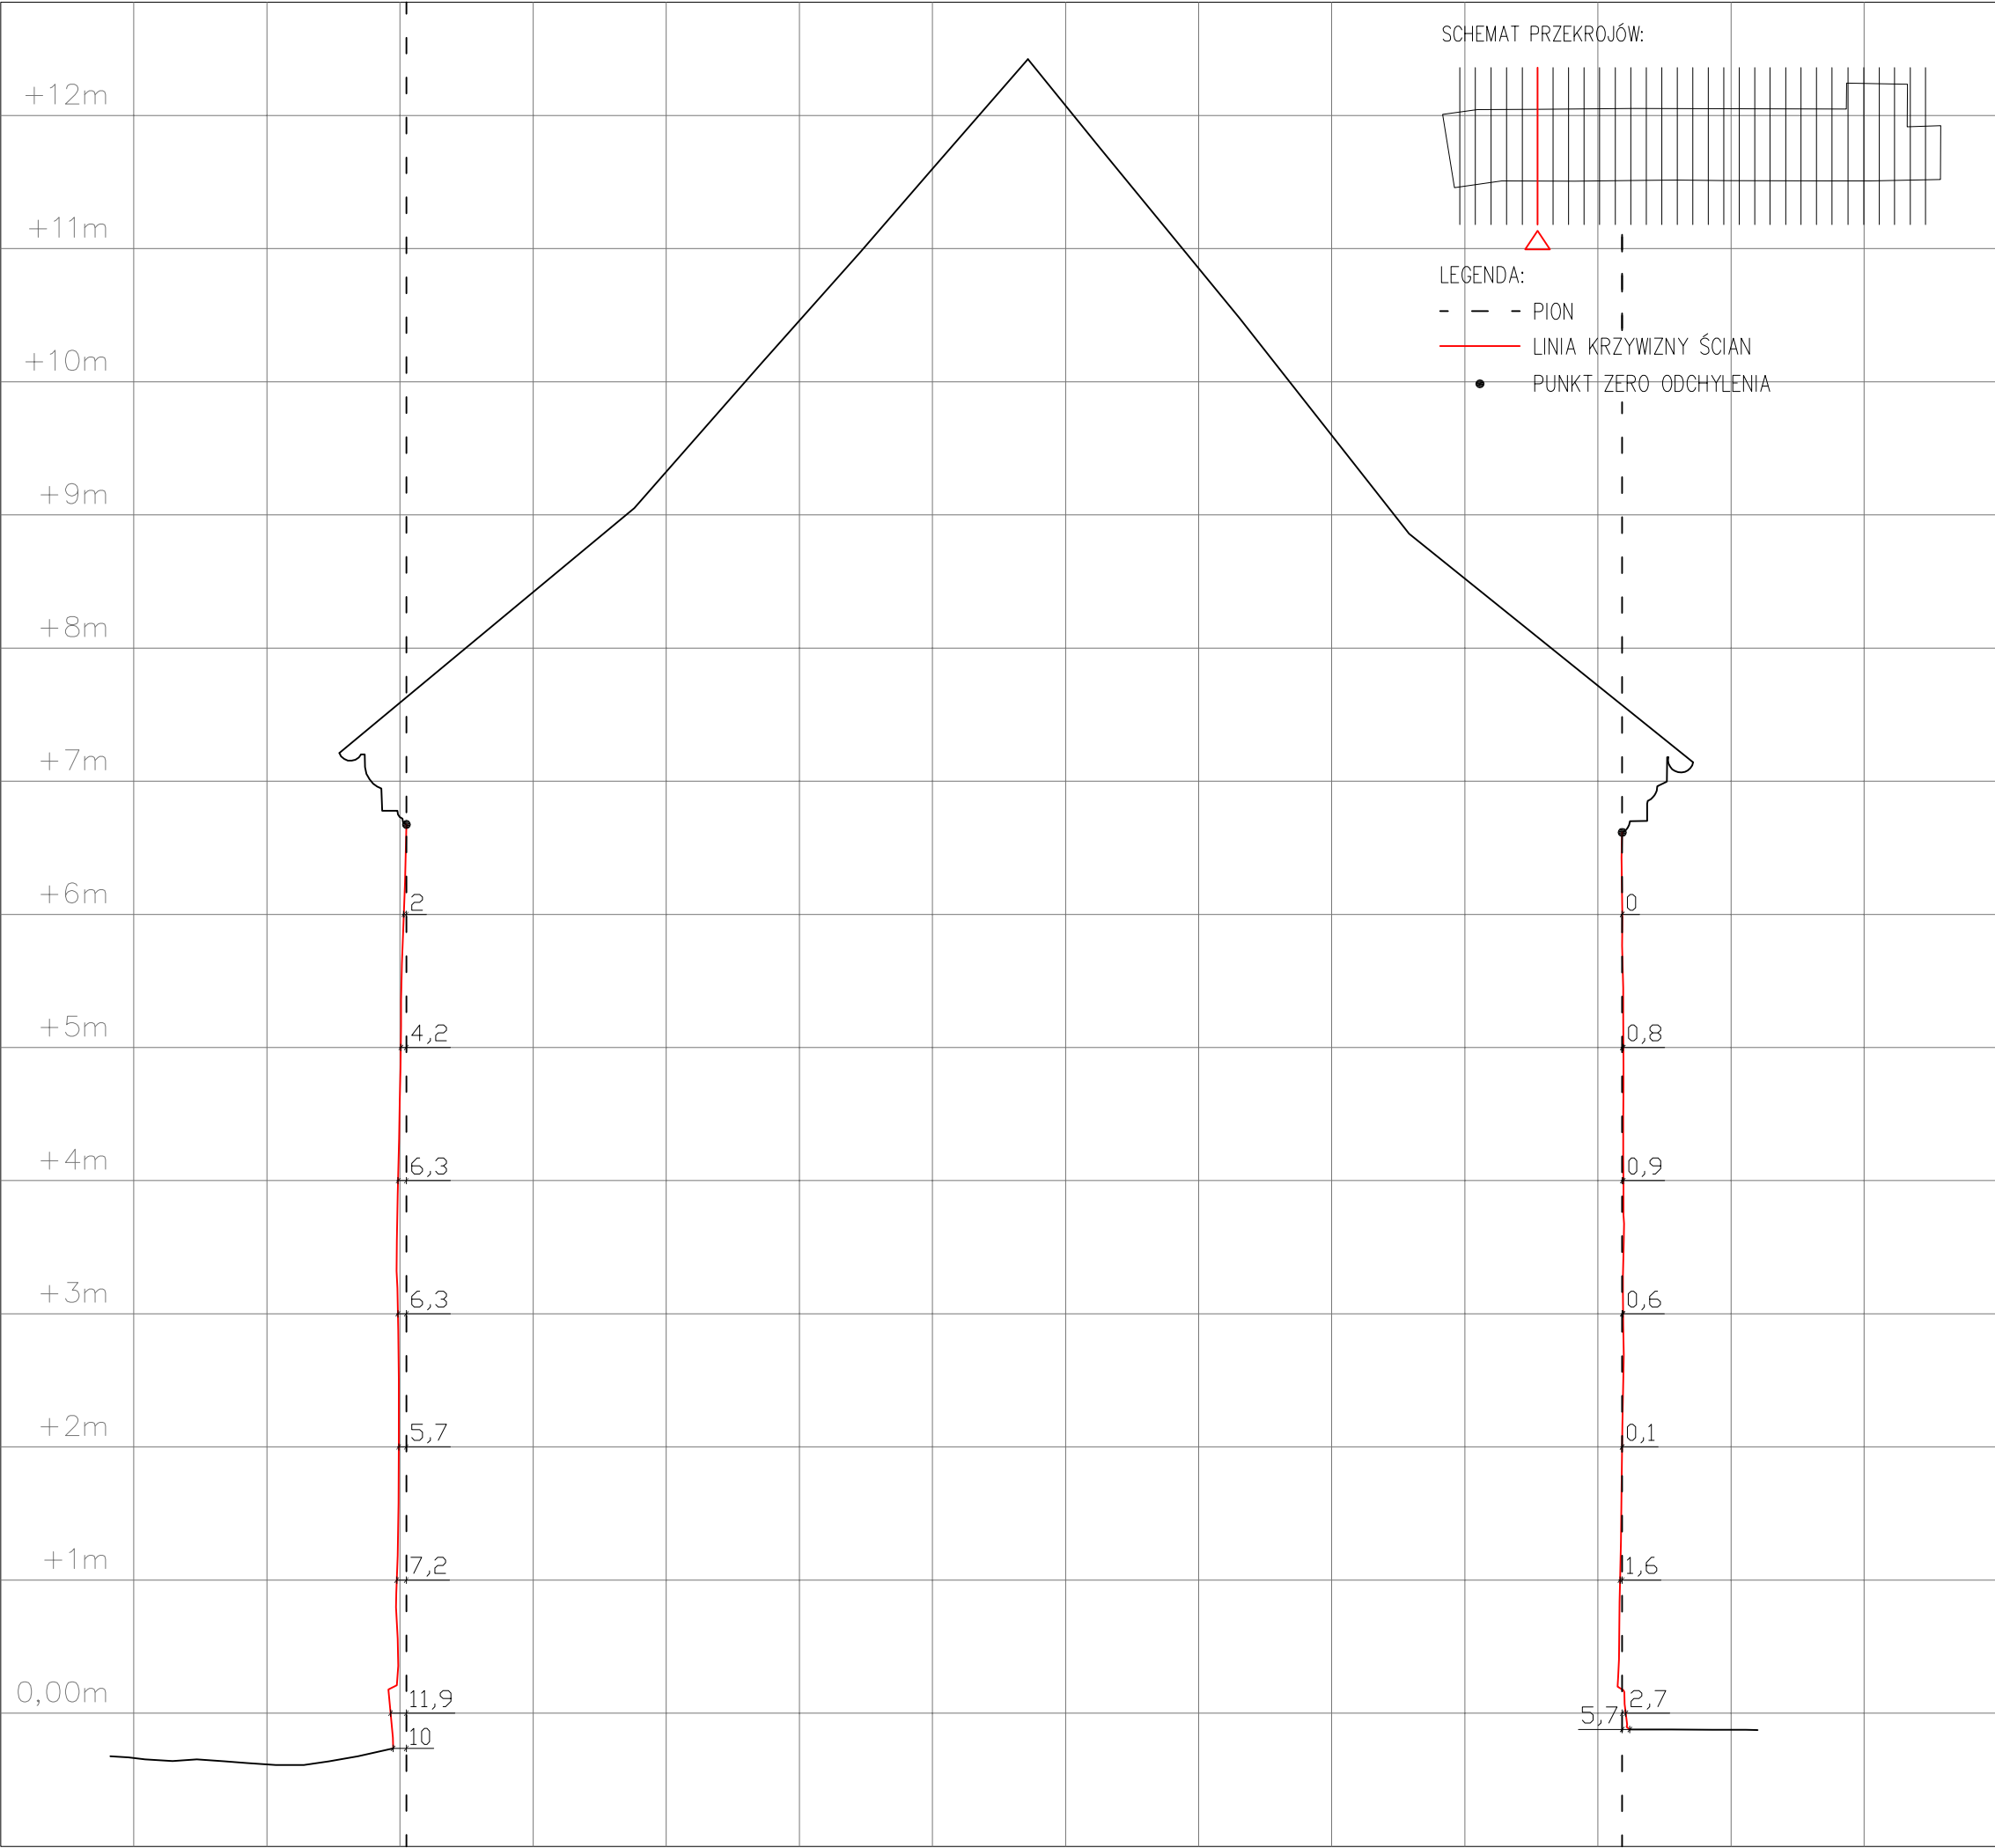 SCHEMAT PRZEKROJÓW:
+12m
+11m
LEGENDA:
PION
LINIA KRZYWIZNY ŚCIAN
+10m
PUNKT ZERO ODCHYLENIA
+9m
+8m
+7m
+6m 2 0
+5m 4,2 0,8
+4m 6,3 0,9
+3m 6,3 0,6
+2m 5,7 0,1
+1m 7,2 1,6
0,00m 11,9 2,7
10 5,7